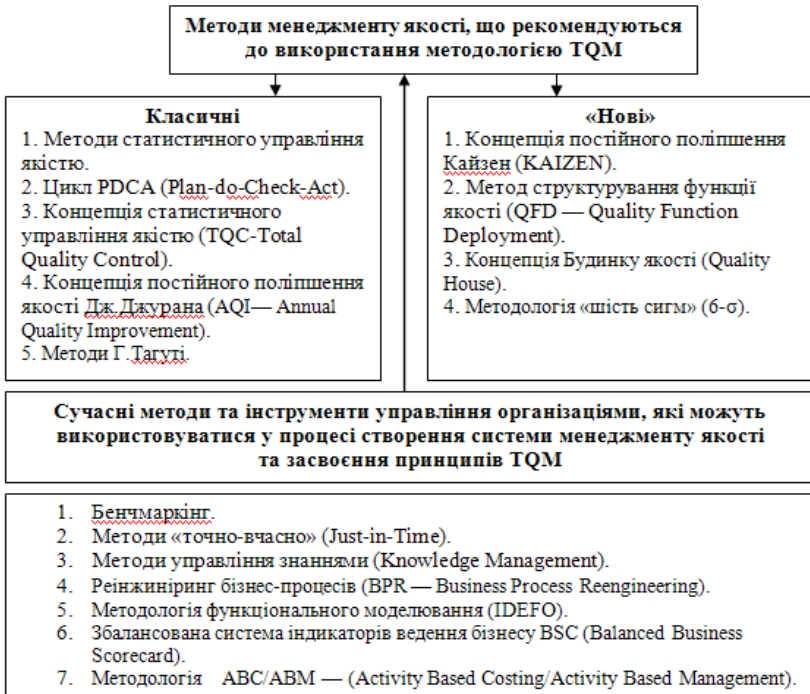 Методи менеджменту якості, що рекомендуються
до використання методологією TQM
Класичні
1. Методи статистичного управління
якістю.
2. Цикл PDCA (Plan-do-Check-Act).
3. Концепція статистичного
управління якістю (TQC-Total
Quality Control).
4. Концепція постійного поліпшення
якості Дж.Джурана (AQI— Annual
Quality Improvement).
5. Методи Г.Тагуті.
«Нові»
1. Концепція постійного поліпшення
Кайзен (KAIZEN).
2. Метод структурування функції
якості (QFD — Quality Function
Deployment).
3. Концепція Будинку якості (Quality
House).
4. Методологія «шість сигм» (6-σ).
Сучасні методи та інструменти управління організаціями, які можуть
використовуватися у процесі створення системи менеджменту якості
та засвоєння принципів TQM
1. Бенчмаркінг.
2. Методи «точно-вчасно» (Just-in-Time).
3. Методи управління знаннями (Knowledge Management).
4. Реінжиніринг бізнес-процесів (BPR — Business Process Reengineering).
5. Методологія функціонального моделювання (IDEFO).
6. Збалансована система індикаторів ведення бізнесу BSC (Balanced Business
Scorecard).
7. Методологія ABC/ABM — (Activity Based Costing/Activity Based Management).